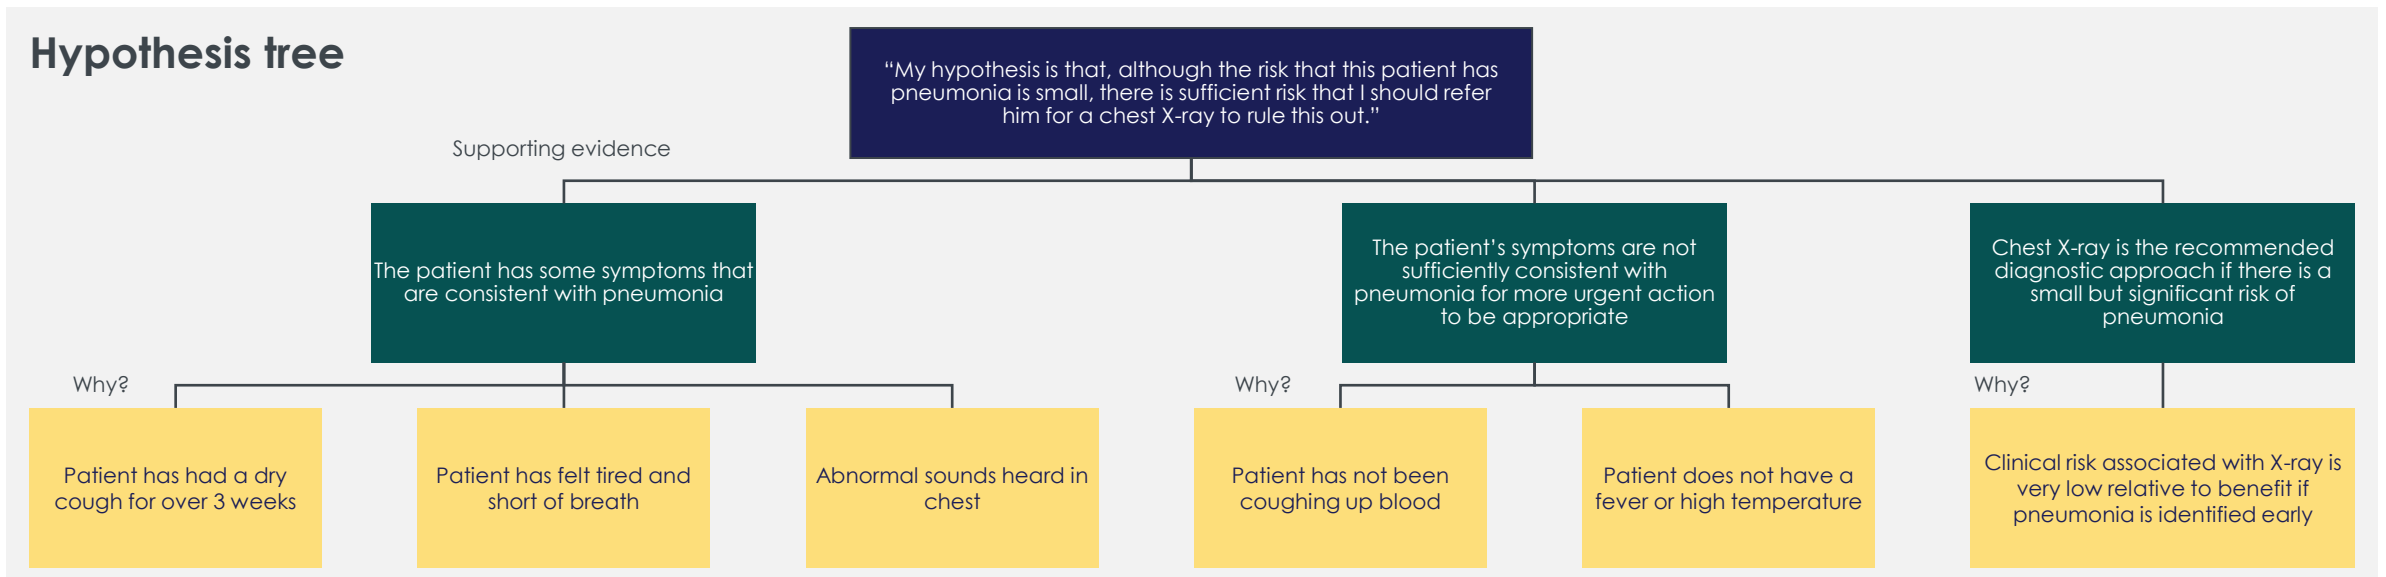 Hypothesis tree
“My hypothesis is that, although the risk that this patient has
pneumonia is small, there is sufficient risk that I should refer
him for a chest X-ray to rule this out.”
Supporting evidence
The patient has some symptoms that
are consistent with pneumonia
The patient’s symptoms are not
sufficiently consistent with
pneumonia for more urgent action
to be appropriate
Chest X-ray is the recommended
diagnostic approach if there is a
small but significant risk of
pneumonia
Why?
Why?
Why?
Patient has had a dry
cough for over 3 weeks
Patient has felt tired and
short of breath
Abnormal sounds heard in
chest
Patient has not been
coughing up blood
Patient does not have a
fever or high temperature
Clinical risk associated with X-ray is
very low relative to benefit if
pneumonia is identified early